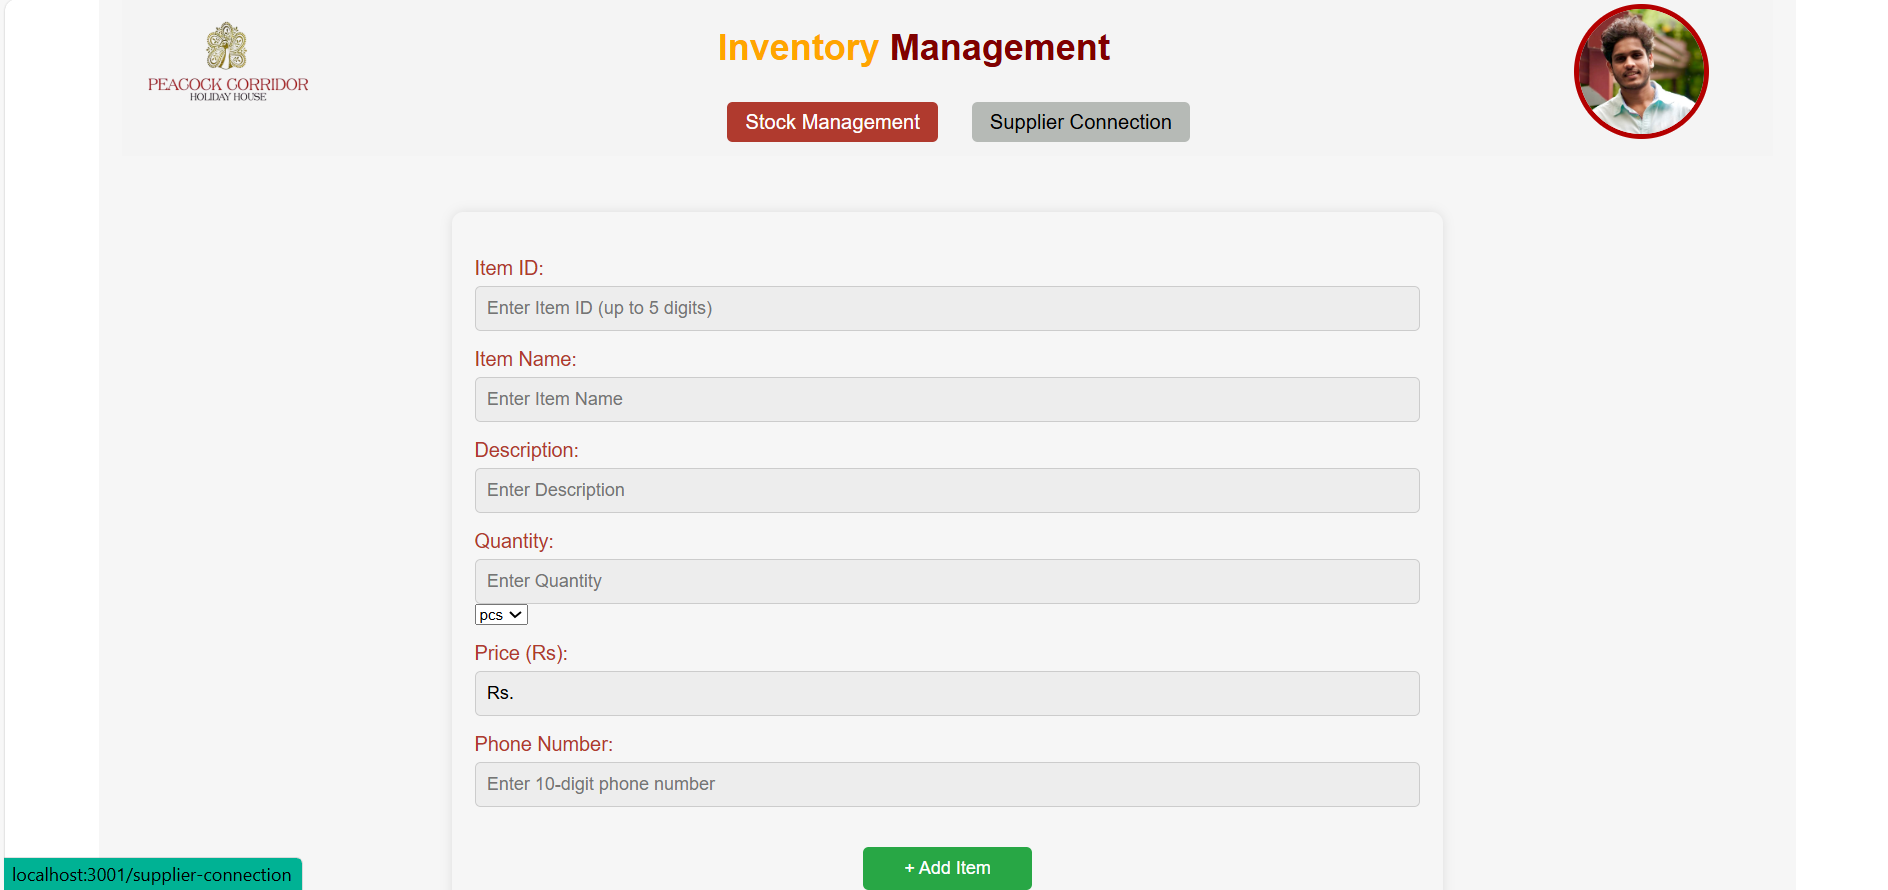 PEACOCK CORRIDOR
HOLIDAY HOUSE
Inventory Management
Stock Management
Supplier Connection
Item ID:
Enter Item ID (up to 5 digits)
Item Name:
Enter Item Name
Description:
Enter Description
Quantity:
Enter Quantity
pcs
Price (Rs):
Rs.
Phone Number:
Enter 10-digit phone number
+ Add Item
localhost:3001/supplier-connection